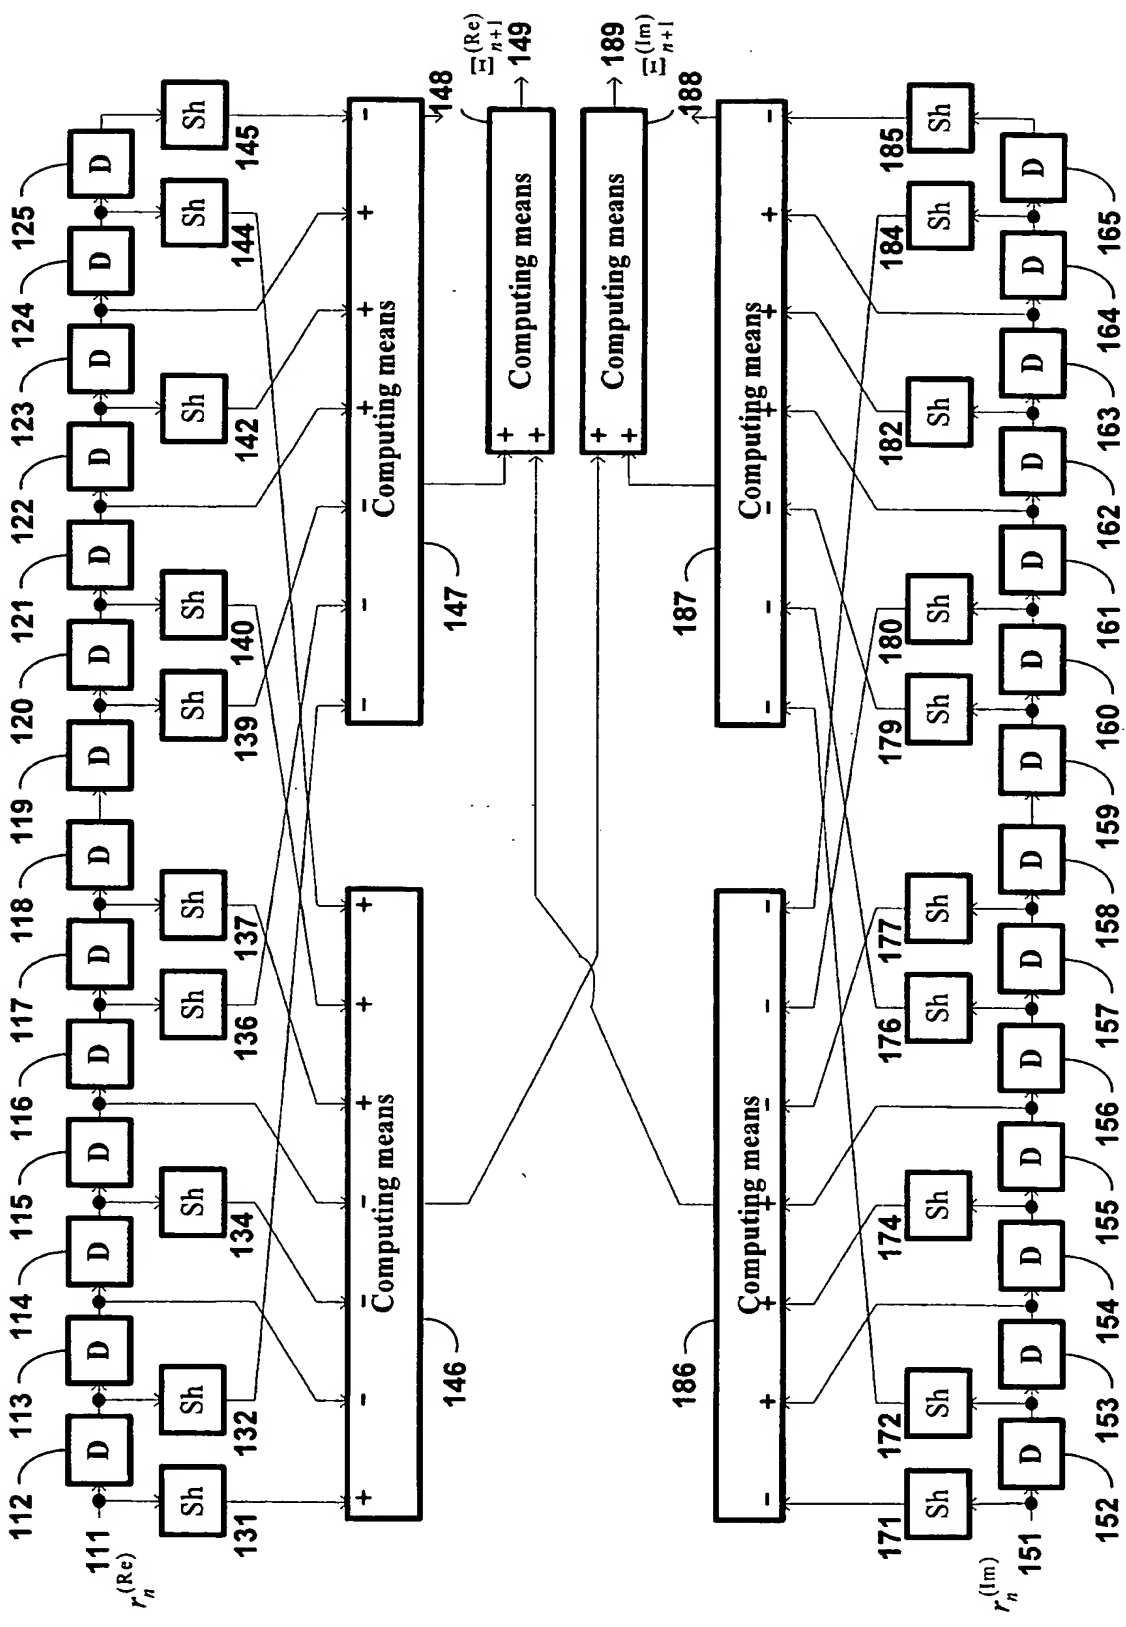 111 r_n^(Re)
112 113 114 115 116 117 118 119 120 121 122 123 124 125
D D D D D D D D D D D D D D
Sh Sh Sh Sh Sh Sh Sh Sh Sh Sh
131 132 134 136 137 139 140 142 144 145
+ - - - + + + - - - + + + -
Computing means Computing means
146 147 148
+ + Computing means 149 Ξ_{n+1}^(Re)
+ + Computing means 189 Ξ_{n+1}^(Im)
186 187 188
Computing means Computing means
- + + + - - - - - - + + + -
171 172 174 176 177 179 180 182 184 185
Sh Sh Sh Sh Sh Sh Sh Sh Sh Sh
r_n^(Im) 151
D D D D D D D D D D D D D D
152 153 154 155 156 157 158 159 160 161 162 163 164 165